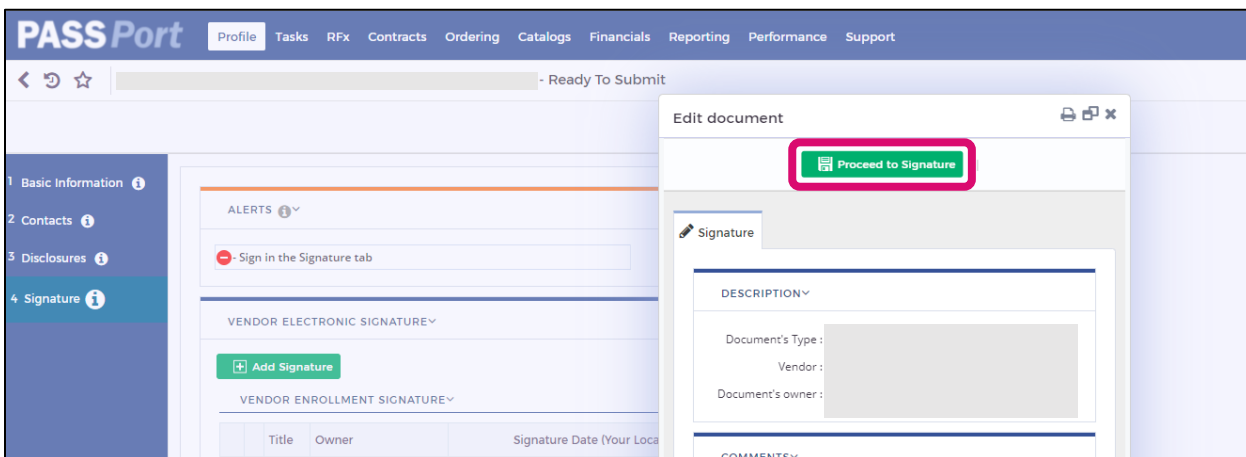 PASSPort Profile Tasks RFx Contracts Ordering Catalogs Financials Reporting Performance Support
- Ready To Submit
Edit document
Proceed to Signature
1 Basic Information
2 Contacts
3 Disclosures
4 Signature
ALERTS
- Sign in the Signature tab
VENDOR ELECTRONIC SIGNATURE
Add Signature
VENDOR ENROLLMENT SIGNATURE
Title Owner Signature Date (Your Loca
Signature
DESCRIPTION
Document's Type :
Vendor :
Document's owner :
COMMENTS